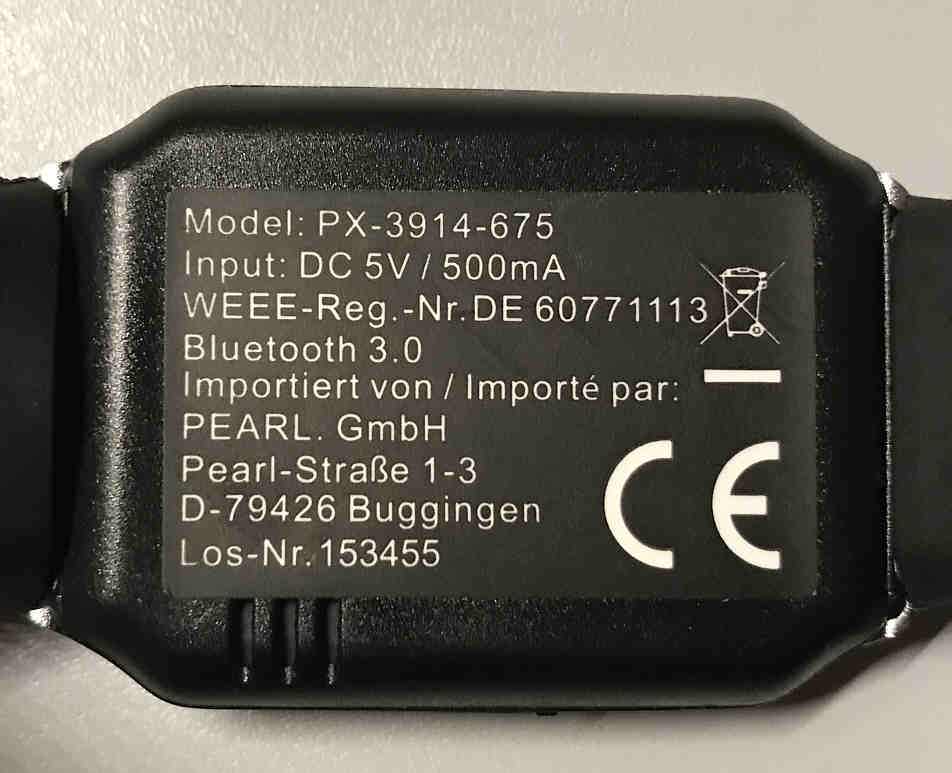 Model: PX-3914-675
Input: DC 5V / 500mA
WEEE-Reg.-Nr. DE 60771113
Bluetooth 3.0
Importiert von / Importé par:
PEARL. GmbH
Pearl-Straße 1-3
D-79426 Buggingen
Los-Nr. 153455
CE